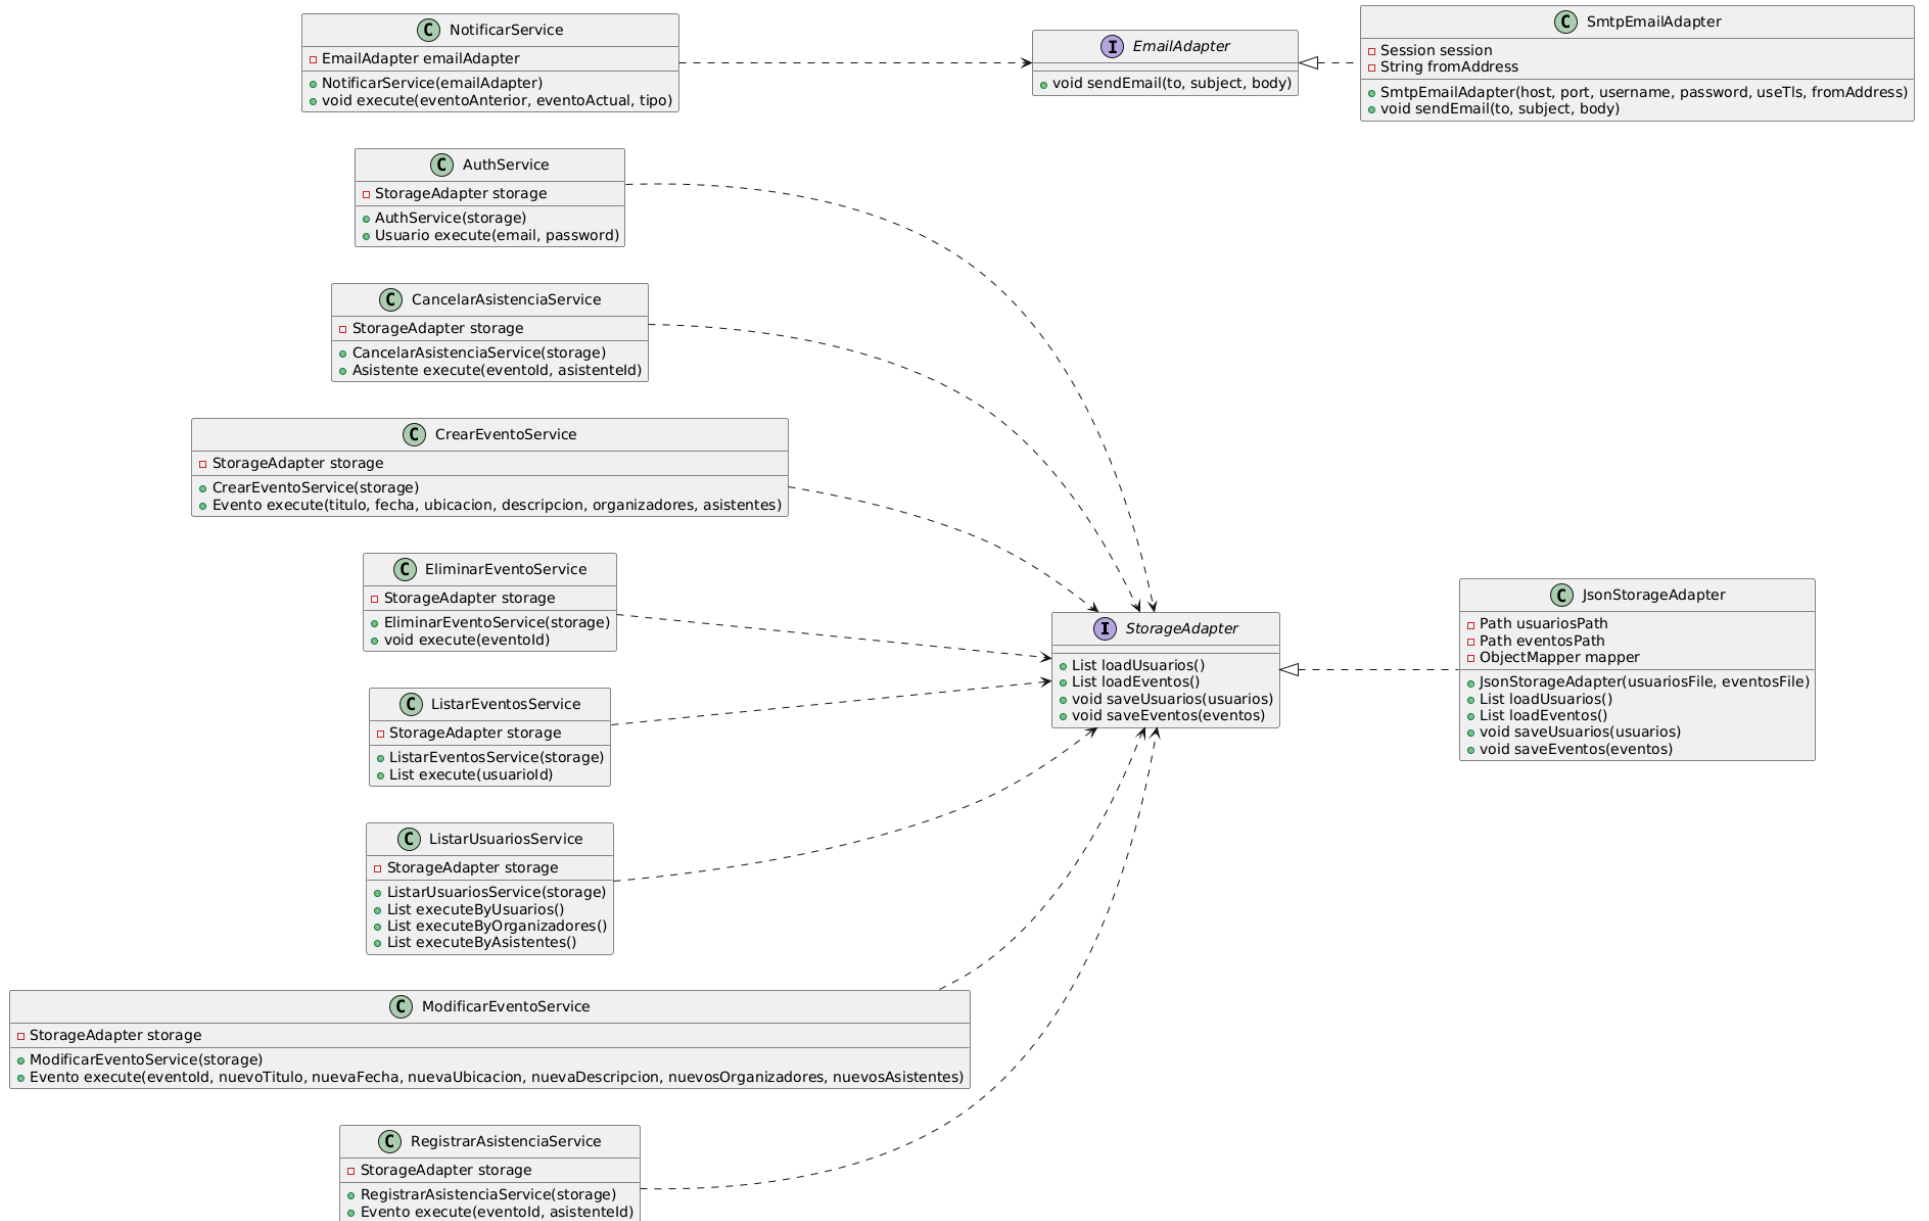 C NotificarService
EmailAdapter emailAdapter
NotificarService(emailAdapter)
void execute(eventoAnterior, eventoActual, tipo)
I EmailAdapter
void sendEmail(to, subject, body)
C SmtpEmailAdapter
Session session
String fromAddress
SmtpEmailAdapter(host, port, username, password, useTls, fromAddress)
void sendEmail(to, subject, body)
C AuthService
StorageAdapter storage
AuthService(storage)
Usuario execute(email, password)
C CancelarAsistenciaService
StorageAdapter storage
CancelarAsistenciaService(storage)
Asistente execute(eventoId, asistenteId)
C CrearEventoService
StorageAdapter storage
CrearEventoService(storage)
Evento execute(titulo, fecha, ubicacion, descripcion, organizadores, asistentes)
C EliminarEventoService
StorageAdapter storage
EliminarEventoService(storage)
void execute(eventoId)
I StorageAdapter
List loadUsuarios()
List loadEventos()
void saveUsuarios(usuarios)
void saveEventos(eventos)
C JsonStorageAdapter
Path usuariosPath
Path eventosPath
ObjectMapper mapper
JsonStorageAdapter(usuariosFile, eventosFile)
List loadUsuarios()
List loadEventos()
void saveUsuarios(usuarios)
void saveEventos(eventos)
C ListarEventosService
StorageAdapter storage
ListarEventosService(storage)
List execute(usuarioId)
C ListarUsuariosService
StorageAdapter storage
ListarUsuariosService(storage)
List executeByUsuarios()
List executeByOrganizadores()
List executeByAsistentes()
C ModificarEventoService
StorageAdapter storage
ModificarEventoService(storage)
Evento execute(eventoId, nuevoTitulo, nuevaFecha, nuevaUbicacion, nuevaDescripcion, nuevosOrganizadores, nuevosAsistentes)
C RegistrarAsistenciaService
StorageAdapter storage
RegistrarAsistenciaService(storage)
Evento execute(eventoId, asistenteId)